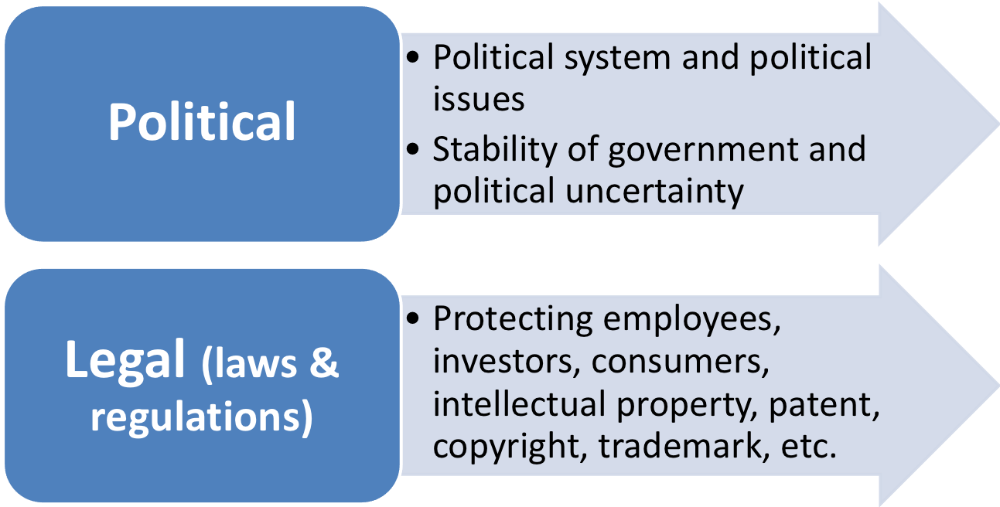 Political
• Political system and political
issues
• Stability of government and
political uncertainty
Legal (laws &
regulations)
• Protecting employees,
investors, consumers,
intellectual property, patent,
copyright, trademark, etc.